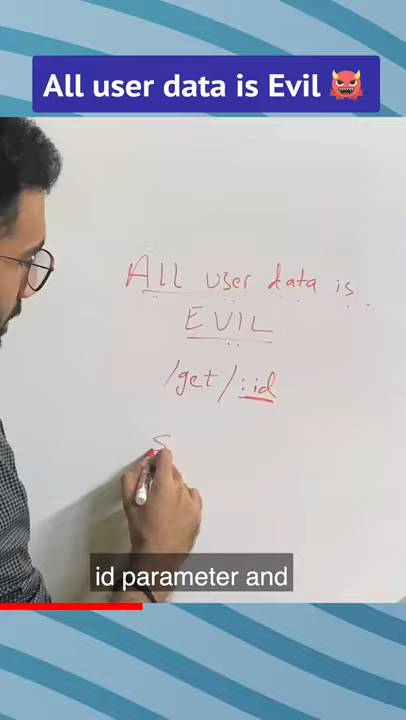 All user data is Evil 👿
All user data is
EVIL
/get/:id
S
id parameter and